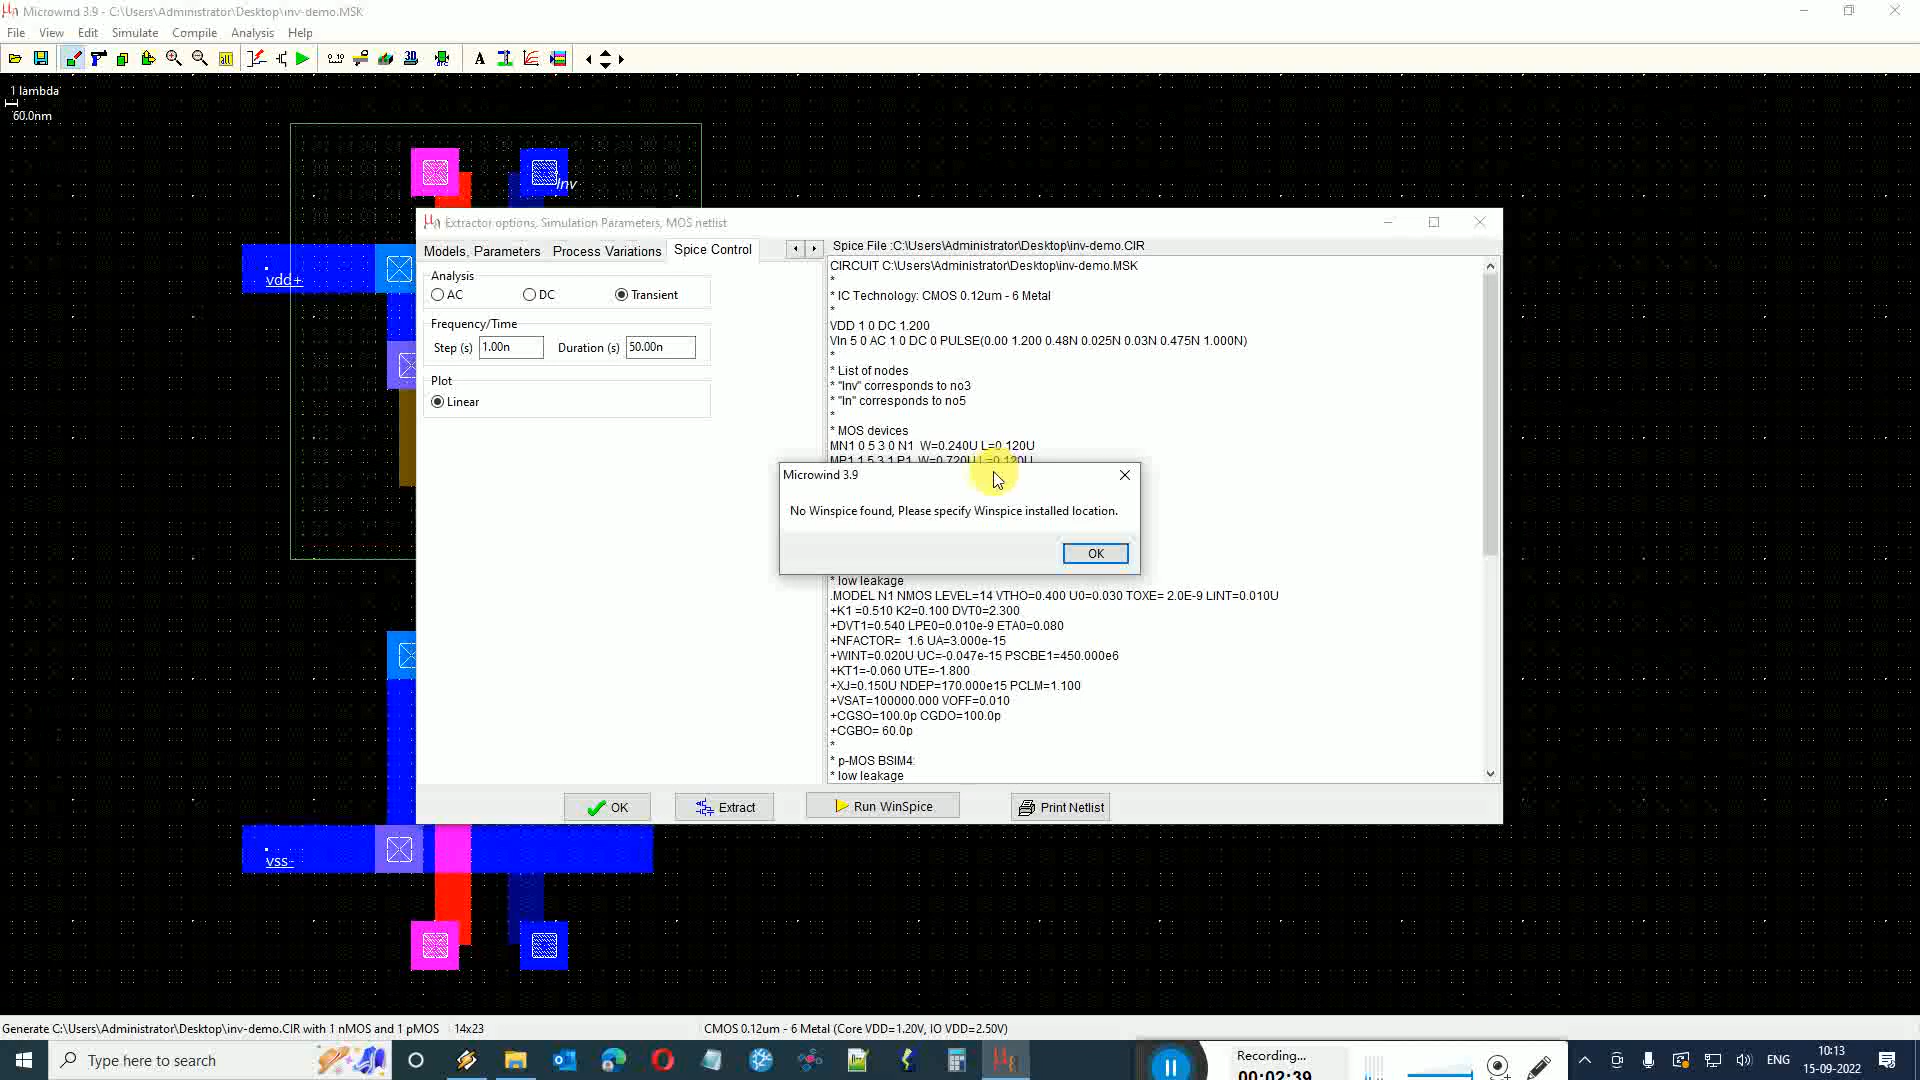 Microwind 3.9 - C:\Users\Administrator\Desktop\inv-demo.MSK
File View Edit Simulate Compile Analysis Help
1 lambda
60.0nm
Inv
vdd+
vss-
Extractor options, Simulation Parameters, MOS netlist
Models, Parameters Process Variations Spice Control
Analysis
AC DC Transient
Frequency/Time
Step (s) 1.00n Duration (s) 50.00n
Plot
Linear
Spice File :C:\Users\Administrator\Desktop\inv-demo.CIR
CIRCUIT C:\Users\Administrator\Desktop\inv-demo.MSK
*
* IC Technology: CMOS 0.12um - 6 Metal
*
VDD 1 0 DC 1.200
VIn 5 0 AC 1 0 DC 0 PULSE(0.00 1.200 0.48N 0.025N 0.03N 0.475N 1.000N)
*
* List of nodes
* "Inv" corresponds to no3
* "In" corresponds to no5
*
* MOS devices
MN1 0 5 3 0 N1 W=0.240U L=0.120U
MP1 1 5 3 1 P1 W=0.720U L=0.120U
Microwind 3.9
No Winspice found, Please specify Winspice installed location.
OK
* low leakage
.MODEL N1 NMOS LEVEL=14 VTHO=0.400 U0=0.030 TOXE= 2.0E-9 LINT=0.010U
+K1 =0.510 K2=0.100 DVT0=2.300
+DVT1=0.540 LPE0=0.010e-9 ETA0=0.080
+NFACTOR= 1.6 UA=3.000e-15
+WINT=0.020U UC=-0.047e-15 PSCBE1=450.000e6
+KT1=-0.060 UTE=-1.800
+XJ=0.150U NDEP=170.000e15 PCLM=1.100
+VSAT=100000.000 VOFF=0.010
+CGSO=100.0p CGDO=100.0p
+CGBO= 60.0p
*
* p-MOS BSIM4:
* low leakage
OK Extract Run WinSpice Print Netlist
Generate C:\Users\Administrator\Desktop\inv-demo.CIR with 1 nMOS and 1 pMOS 14x23 CMOS 0.12um - 6 Metal (Core VDD=1.20V, IO VDD=2.50V)
Type here to search
Recording...
00:02:39
ENG
10:13
15-09-2022